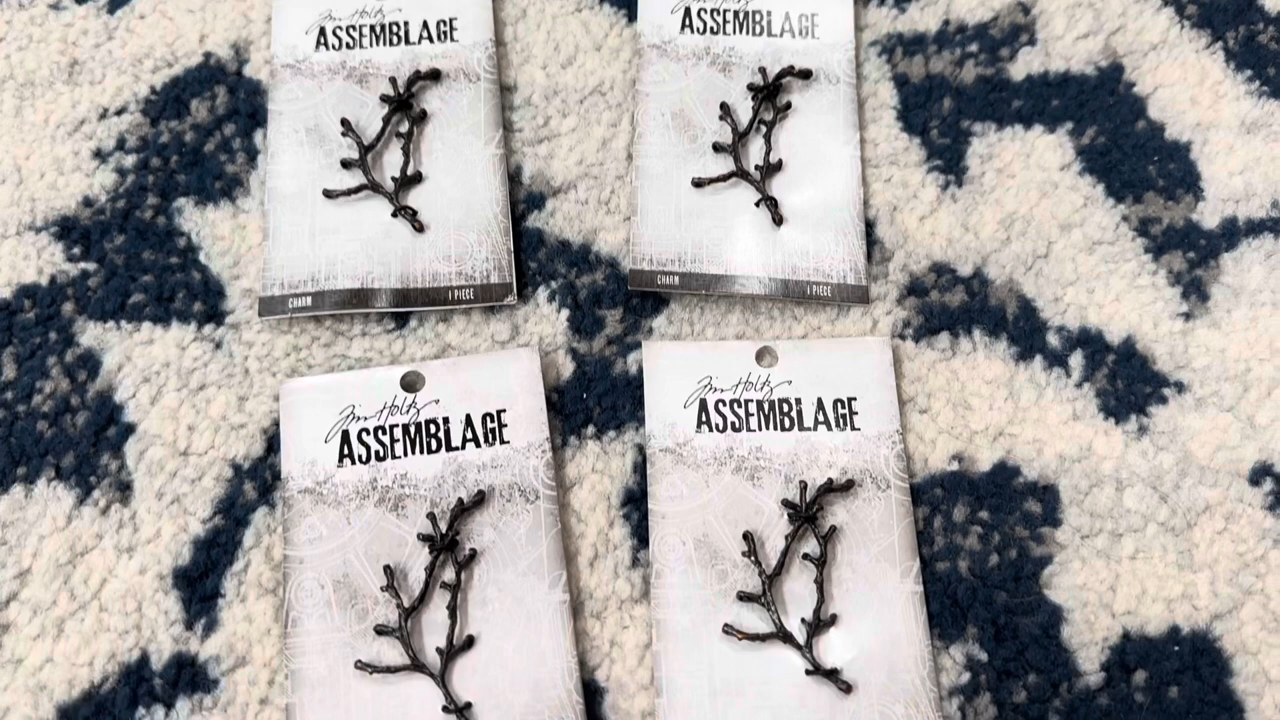 Tim Holtz
ASSEMBLAGE
CHARM 1 PIECE
Tim Holtz
ASSEMBLAGE
CHARM 1 PIECE
Tim Holtz
ASSEMBLAGE
Tim Holtz
ASSEMBLAGE